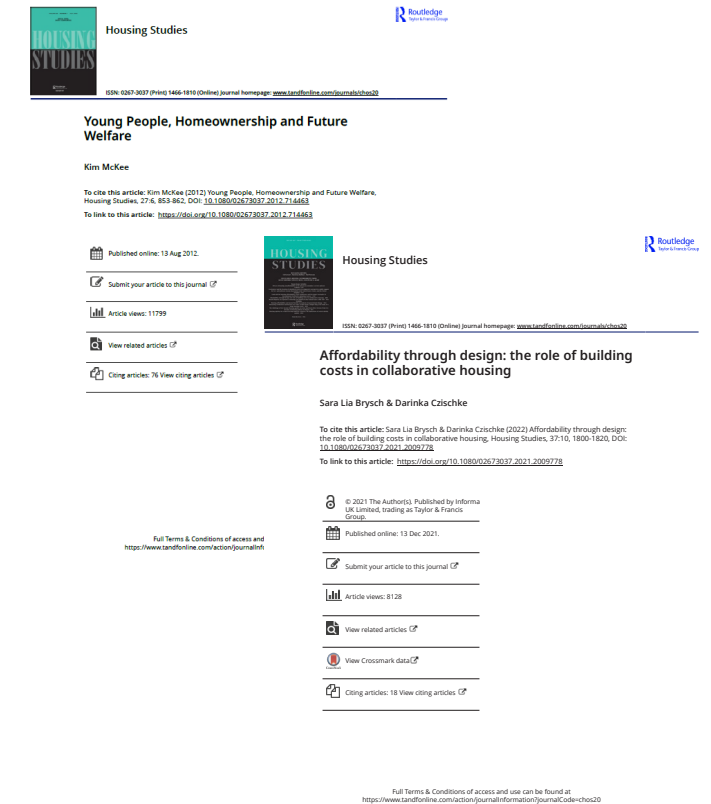 HOUSING
STUDIES
Housing Studies
Routledge
Taylor & Francis Group
ISSN: 0267-3037 (Print) 1466-1810 (Online) Journal homepage: www.tandfonline.com/journals/chos20
Young People, Homeownership and Future
Welfare
Kim McKee
To cite this article: Kim McKee (2012) Young People, Homeownership and Future Welfare,
Housing Studies, 27:6, 853-862, DOI: 10.1080/02673037.2012.714463
To link to this article: https://doi.org/10.1080/02673037.2012.714463
Published online: 13 Aug 2012.
Submit your article to this journal
Article views: 11799
View related articles
Citing articles: 76 View citing articles
Full Terms & Conditions of access and
https://www.tandfonline.com/action/journalInf
HOUSING
STUDIES
Housing Studies
Routledge
Taylor & Francis Group
ISSN: 0267-3037 (Print) 1466-1810 (Online) Journal homepage: www.tandfonline.com/journals/chos20
Affordability through design: the role of building
costs in collaborative housing
Sara Lia Brysch & Darinka Czischke
To cite this article: Sara Lia Brysch & Darinka Czischke (2022) Affordability through design:
the role of building costs in collaborative housing, Housing Studies, 37:10, 1800-1820, DOI:
10.1080/02673037.2021.2009778
To link to this article: https://doi.org/10.1080/02673037.2021.2009778
© 2021 The Author(s). Published by Informa
UK Limited, trading as Taylor & Francis
Group.
Published online: 13 Dec 2021.
Submit your article to this journal
Article views: 8128
View related articles
View Crossmark data
Citing articles: 18 View citing articles
Full Terms & Conditions of access and use can be found at
https://www.tandfonline.com/action/journalInformation?journalCode=chos20